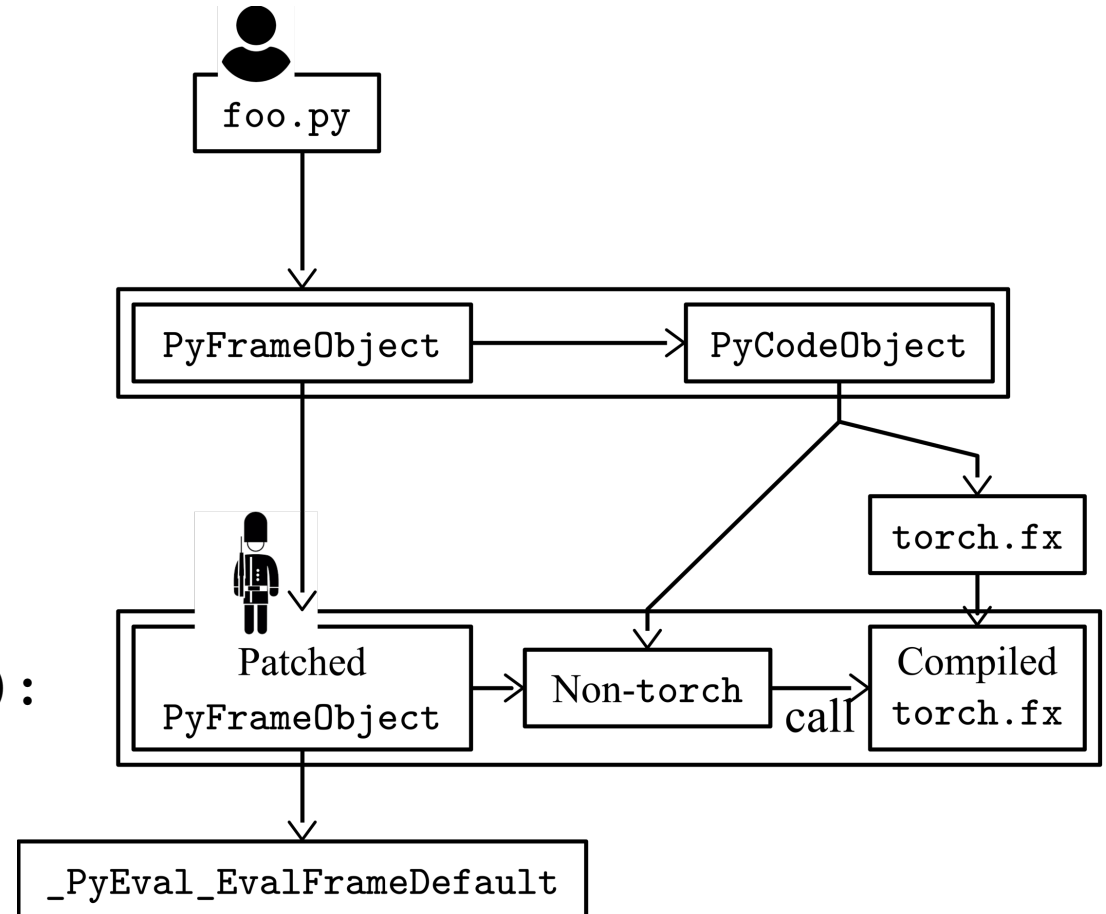 foo.py
PyFrameObject
PyCodeObject
torch.fx
Patched
PyFrameObject
Non-torch
call
Compiled
torch.fx
):
_PyEval_EvalFrameDefault